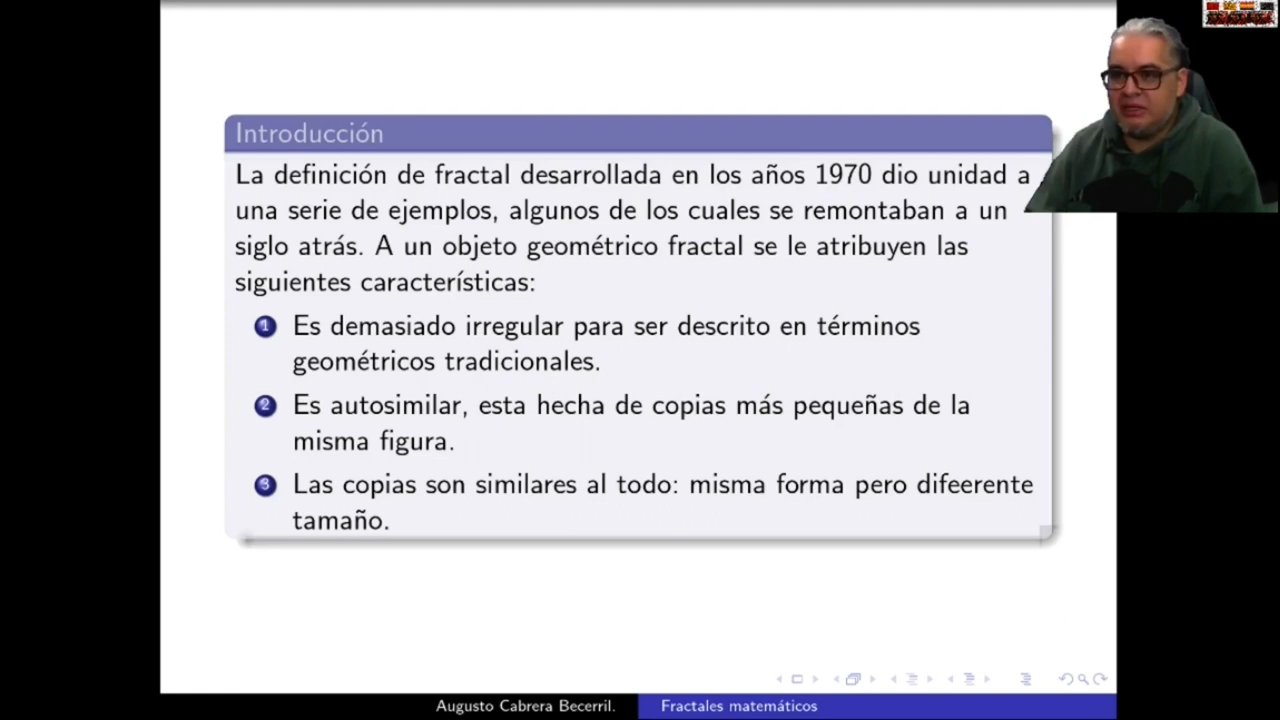 Introducción
La definición de fractal desarrollada en los años 1970 dio unidad a
una serie de ejemplos, algunos de los cuales se remontaban a un
siglo atrás. A un objeto geométrico fractal se le atribuyen las
siguientes características:
1 Es demasiado irregular para ser descrito en términos
geométricos tradicionales.
2 Es autosimilar, esta hecha de copias más pequeñas de la
misma figura.
3 Las copias son similares al todo: misma forma pero difeerente
tamaño.
Augusto Cabrera Becerril. Fractales matemáticos